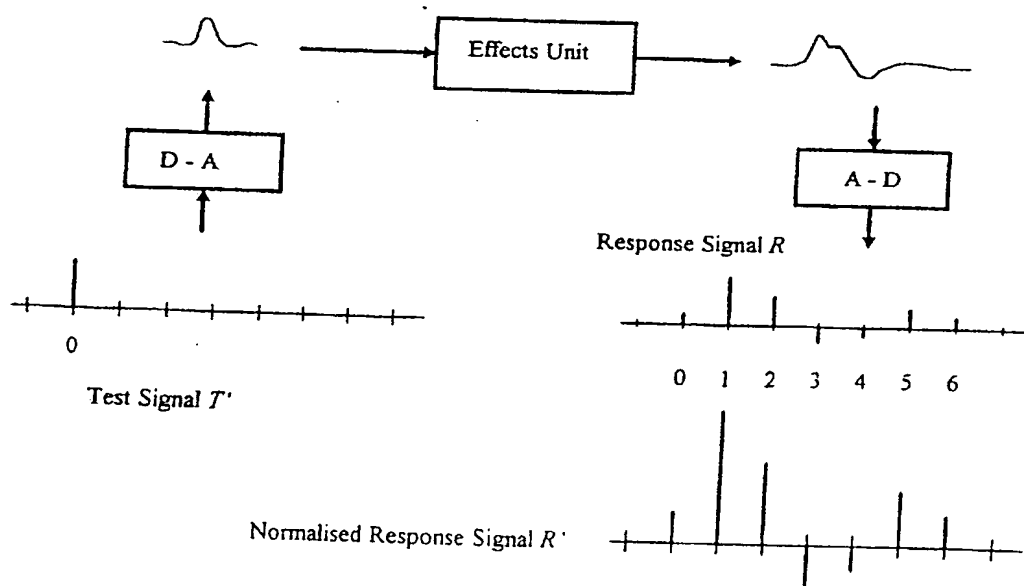 Effects Unit
D - A
A - D
Response Signal R
0
0 1 2 3 4 5 6
Test Signal T'
Normalised Response Signal R'